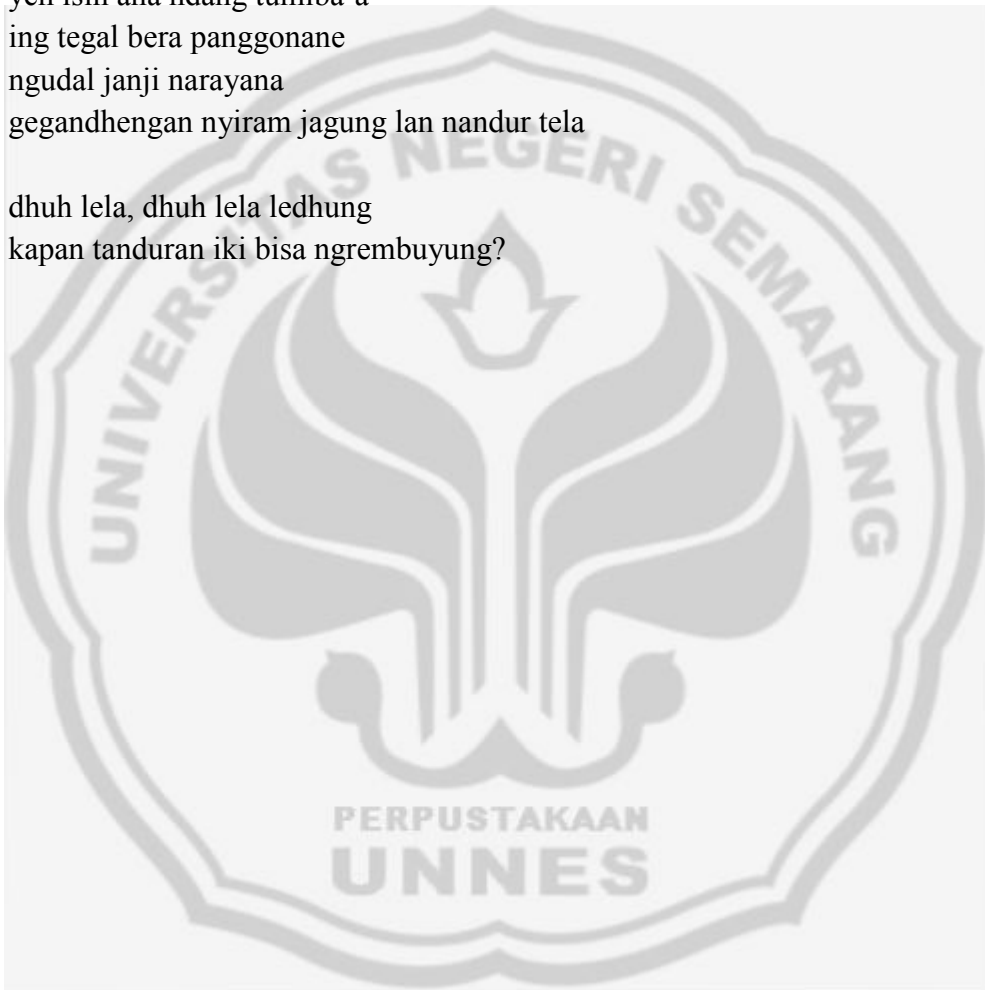 ing tegal bera panggonane
ngudal janji narayana
gegandhengan nyiram jagung lan nandur tela
dhuh lela, dhuh lela ledhung
kapan tanduran iki bisa ngrembuyung?
UNIVERSITAS NEGERI SEMARANG
PERPUSTAKAAN
UNNES